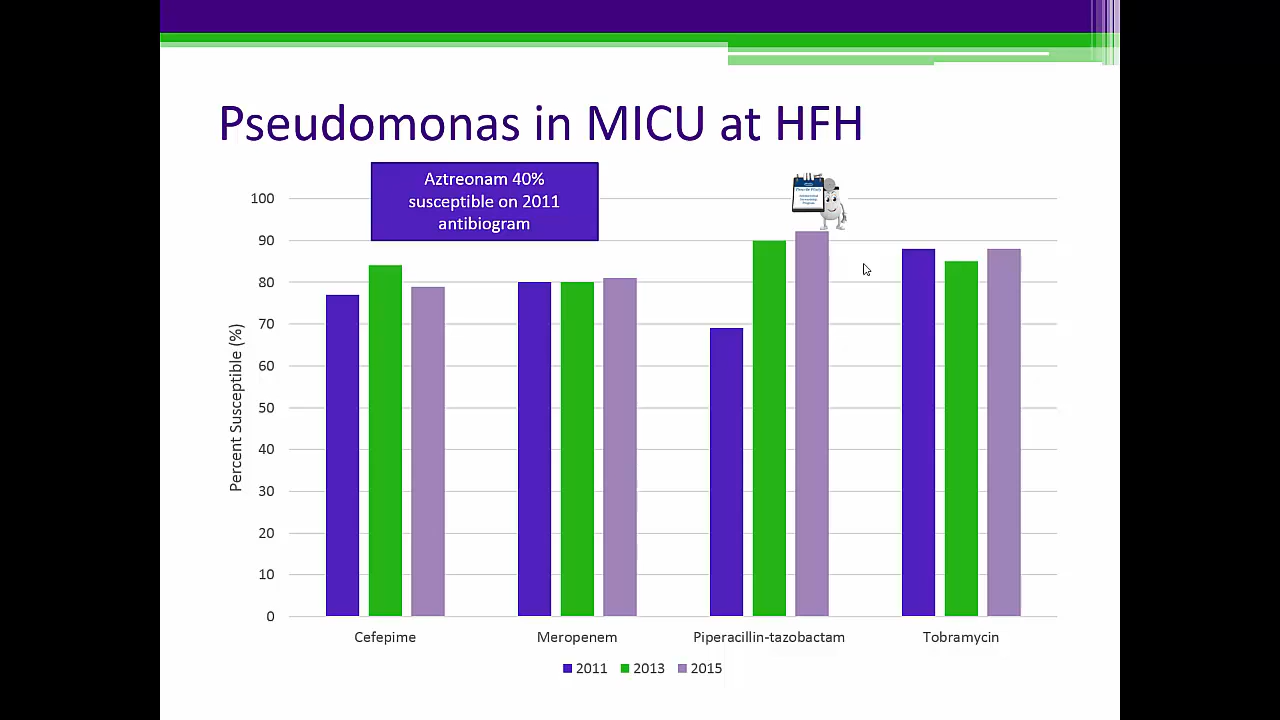 Pseudomonas in MICU at HFH
Aztreonam 40%
susceptible on 2011
antibiogram
Percent Susceptible (%)
100
90
80
70
60
50
40
30
20
10
0
Cefepime
Meropenem
Piperacillin-tazobactam
Tobramycin
2011
2013
2015